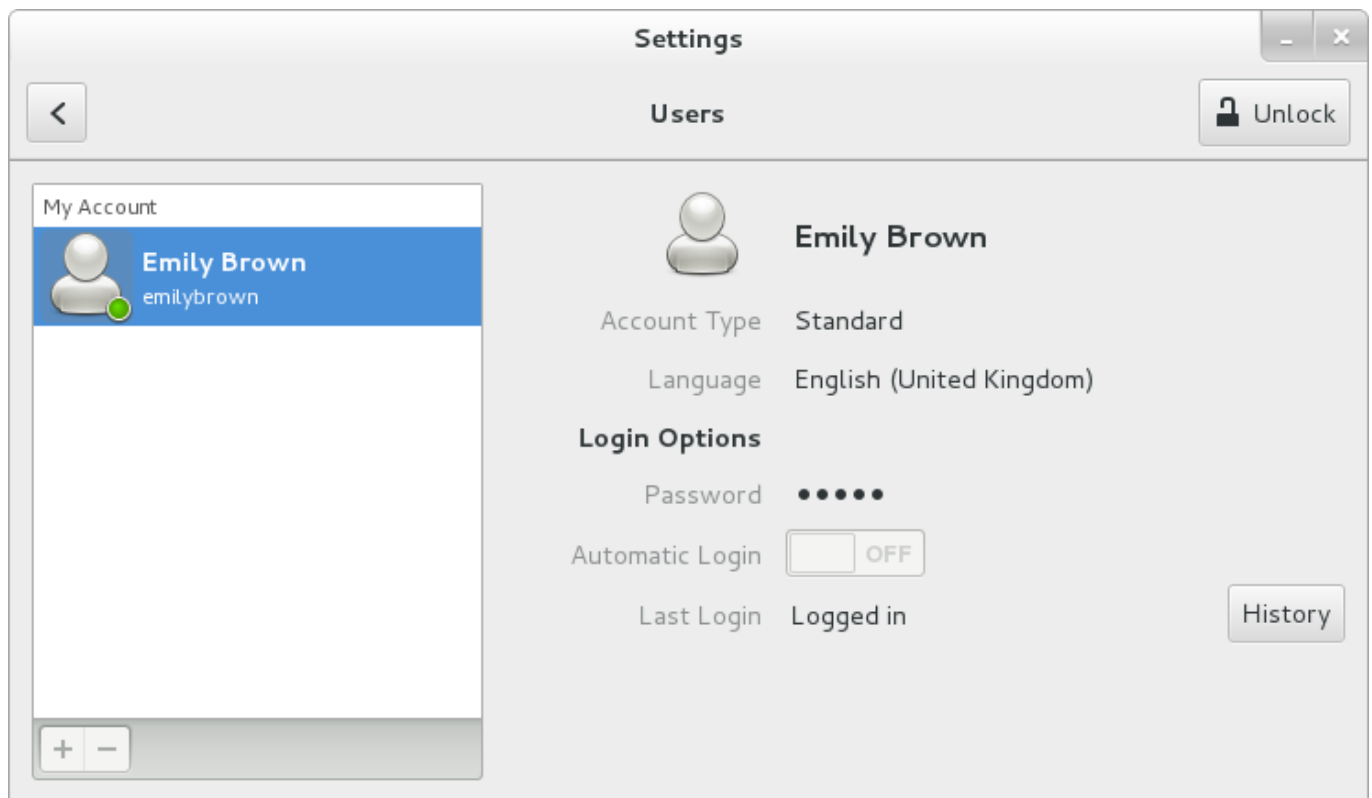 Settings
Users
Unlock
My Account
Emily Brown
emilybrown
Emily Brown
Account Type Standard
Language English (United Kingdom)
Login Options
Password •••••
Automatic Login OFF
Last Login Logged in
History